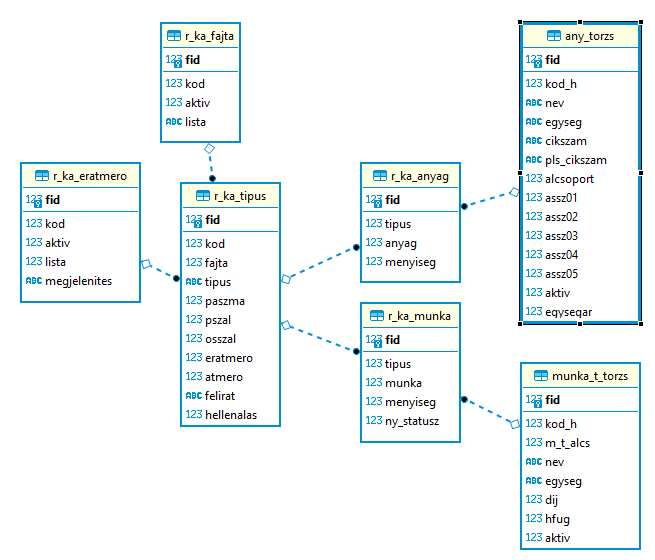 r_ka_fajta
123 fid
123 kod
123 aktiv
ABC lista
any_torzs
123 fid
123 kod_h
ABC nev
ABC egyseg
ABC cikszam
ABC pls_cikszam
123 alcsoport
123 assz01
123 assz02
123 assz03
123 assz04
123 assz05
123 aktiv
123 egysegar
r_ka_eratmero
123 fid
123 kod
123 aktiv
123 lista
ABC megjelenites
r_ka_tipus
123 fid
123 kod
123 fajta
ABC tipus
123 paszma
123 pszal
123 osszal
123 eratmero
123 atmero
ABC felirat
123 hellenalas
r_ka_anyag
123 fid
123 tipus
123 anyag
123 menyiseg
r_ka_munka
123 fid
123 tipus
123 munka
123 menyiseg
123 ny_statusz
munka_t_torzs
123 fid
123 kod_h
123 m_t_alcs
ABC nev
ABC egyseg
123 dij
123 hfug
123 aktiv